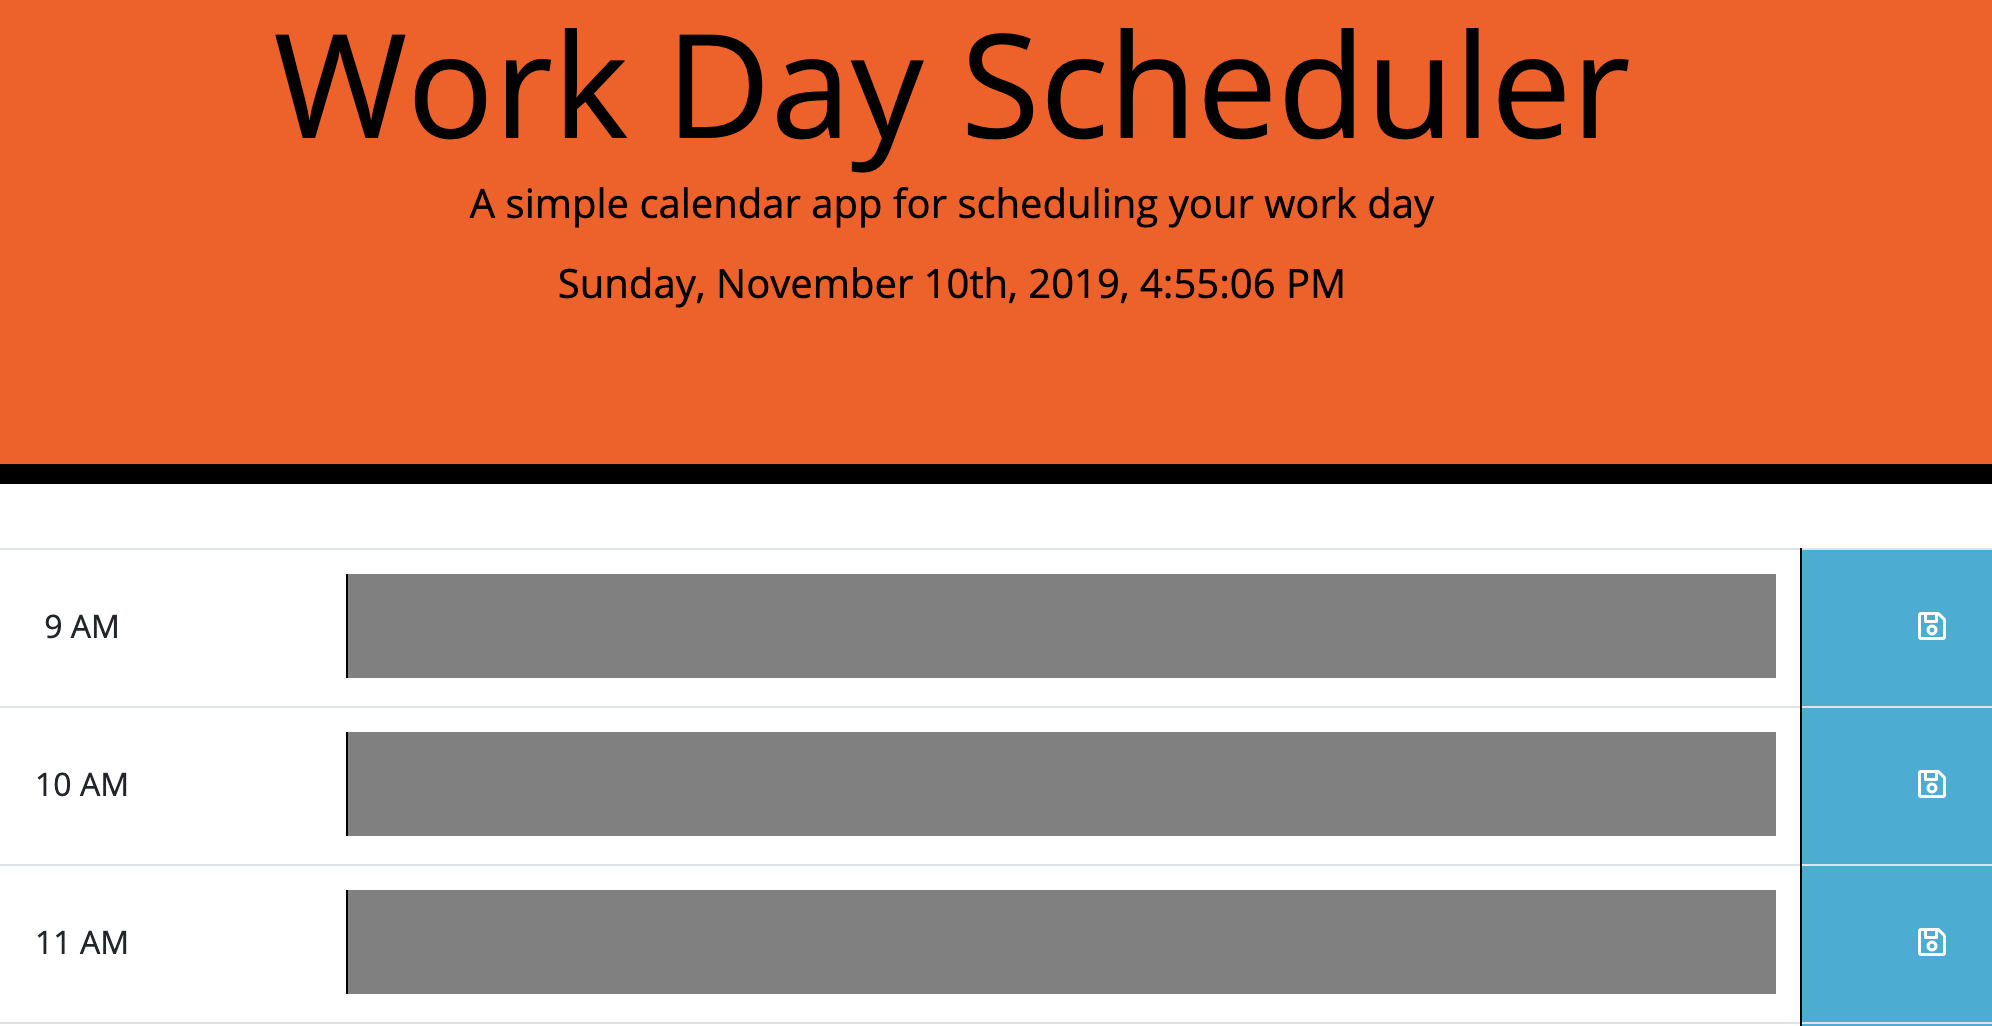 Work Day Scheduler
A simple calendar app for scheduling your work day
Sunday, November 10th, 2019, 4:55:06 PM
9 AM
10 AM
11 AM